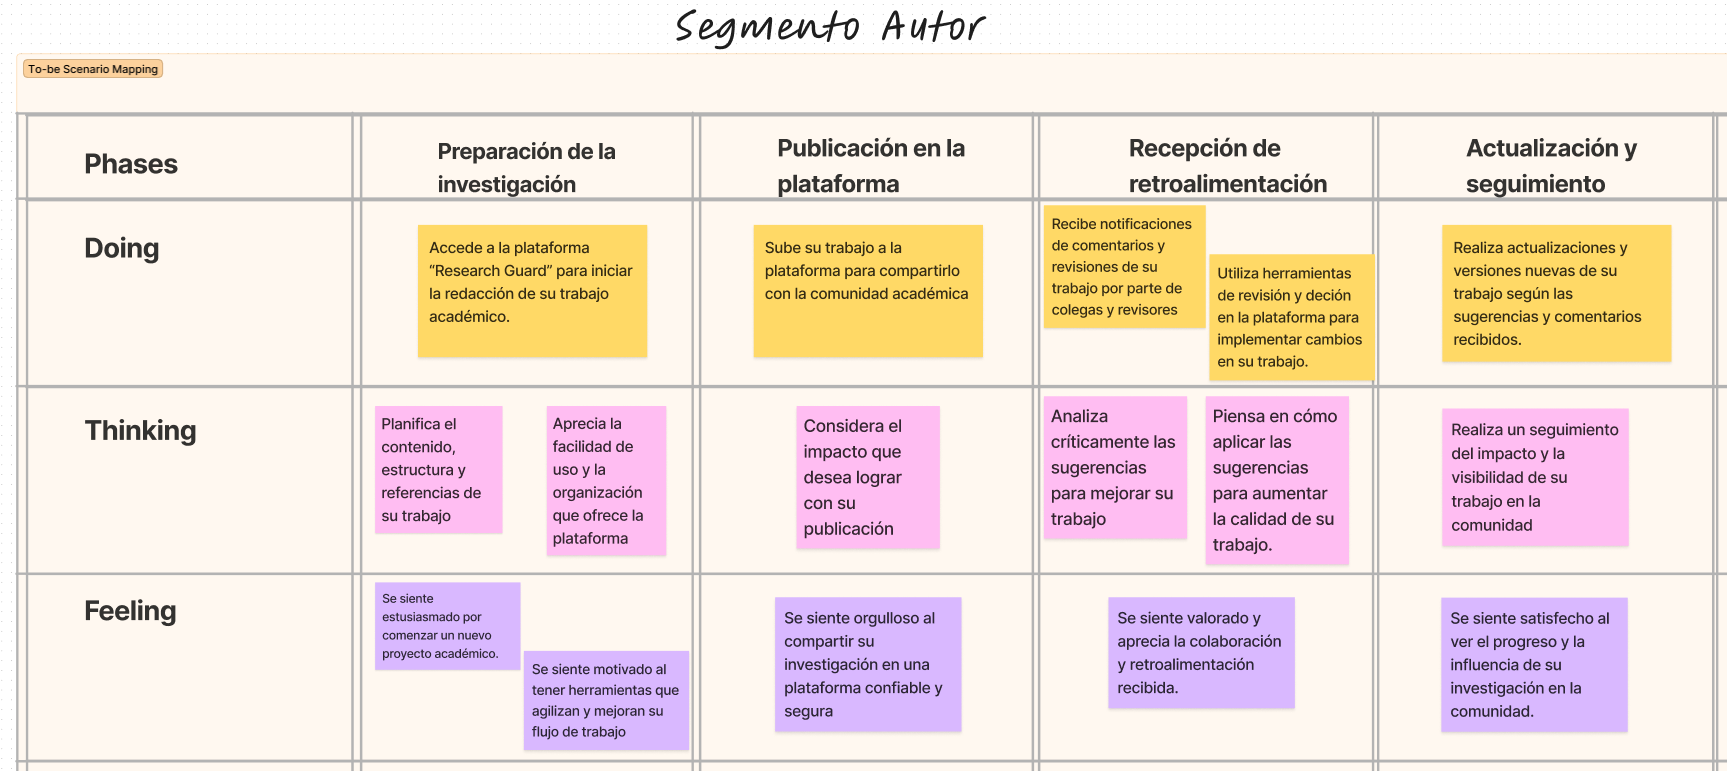 Segmento Autor
To-be Scenario Mapping
Phases
Preparación de la
investigación
Publicación en la
plataforma
Recepción de
retroalimentación
Actualización y
seguimiento
Doing
Accede a la plataforma
“Research Guard” para iniciar
la redacción de su trabajo
académico.
Sube su trabajo a la
plataforma para compartirlo
con la comunidad académica
Recibe notificaciones
de comentarios y
revisiones de su
trabajo por parte de
colegas y revisores
Utiliza herramientas
de revisión y deción
en la plataforma para
implementar cambios
en su trabajo.
Realiza actualizaciones y
versiones nuevas de su
trabajo según las
sugerencias y comentarios
recibidos.
Thinking
Planifica el
contenido,
estructura y
referencias de
su trabajo
Aprecia la
facilidad de
uso y la
organización
que ofrece la
plataforma
Considera el
impacto que
desea lograr
con su
publicación
Analiza
críticamente las
sugerencias
para mejorar su
trabajo
Piensa en cómo
aplicar las
sugerencias
para aumentar
la calidad de su
trabajo.
Realiza un seguimiento
del impacto y la
visibilidad de su
trabajo en la
comunidad
Feeling
Se siente
estusiasmado por
comenzar un nuevo
proyecto académico.
Se siente motivado al
tener herramientas que
agilizan y mejoran su
flujo de trabajo
Se siente orgulloso al
compartir su
investigación en una
plataforma confiable y
segura
Se siente valorado y
aprecia la colaboración
y retroalimentación
recibida.
Se siente satisfecho al
ver el progreso y la
influencia de su
investigación en la
comunidad.